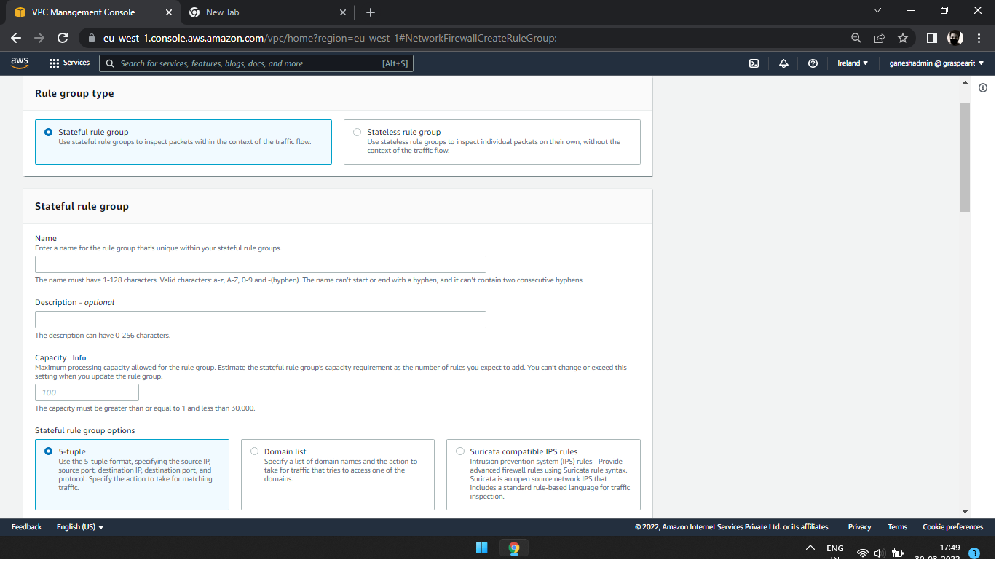 VPC Management Console
New Tab
eu-west-1.console.aws.amazon.com/vpc/home?region=eu-west-1#NetworkFirewallCreateRuleGroup:
aws
Services
Search for services, features, blogs, docs, and more
[Alt+S]
Ireland
ganeshadmin @ graspearit
Rule group type
Stateful rule group
Use stateful rule groups to inspect packets within the context of the traffic flow.
Stateless rule group
Use stateless rule groups to inspect individual packets on their own, without the
context of the traffic flow.
Stateful rule group
Name
Enter a name for the rule group that's unique within your stateful rule groups.
The name must have 1-128 characters. Valid characters: a-z, A-Z, 0-9 and -(hyphen). The name can't start or end with a hyphen, and it can't contain two consecutive hyphens.
Description - optional
The description can have 0-256 characters.
Capacity Info
Maximum processing capacity allowed for the rule group. Estimate the stateful rule group's capacity requirement as the number of rules you expect to add. You can't change or exceed this
setting when you update the rule group.
100
The capacity must be greater than or equal to 1 and less than 30,000.
Stateful rule group options
5-tuple
Use the 5-tuple format, specifying the source IP,
source port, destination IP, destination port, and
protocol. Specify the action to take for matching
traffic.
Domain list
Specify a list of domain names and the action to
take for traffic that tries to access one of the
domains.
Suricata compatible IPS rules
Intrusion prevention system (IPS) rules - Provide
advanced firewall rules using Suricata rule syntax.
Suricata is an open source network IPS that
includes a standard rule-based language for traffic
inspection.
Feedback
English (US)
© 2022, Amazon Internet Services Private Ltd. or its affiliates.
Privacy
Terms
Cookie preferences
ENG
IN
17:49
30-03-2022
3